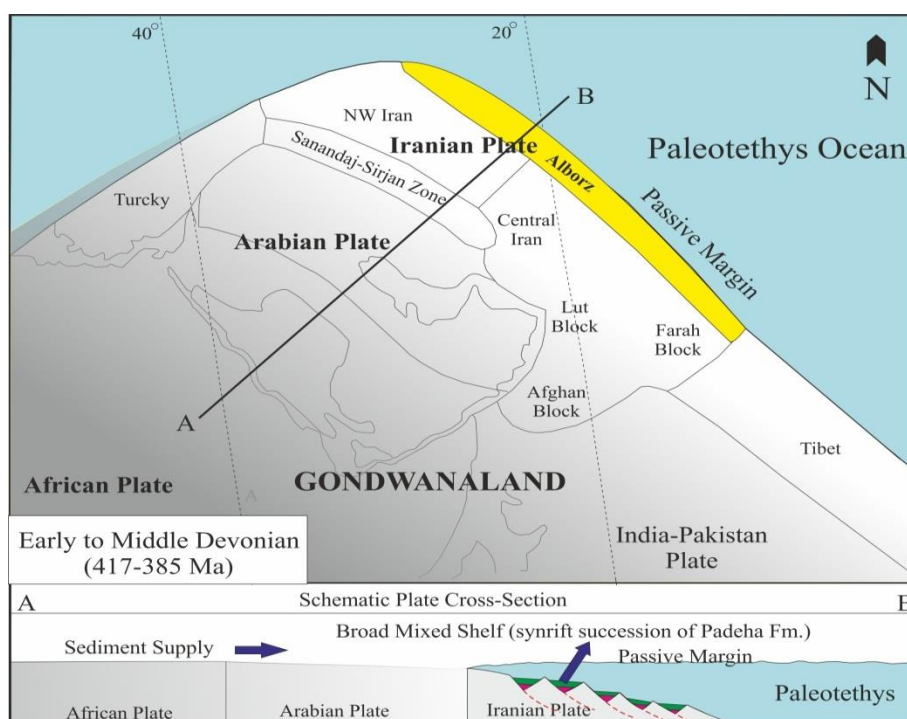 40°
20°
N
B
NW Iran
Iranian Plate
Paleotethys Ocean
Sanandaj-Sirjan Zone
Alborz
Turcky
Passive Margin
Central
Iran
Arabian Plate
Lut
Block
Farah
Block
Afghan
Block
A
Tibet
African Plate
GONDWANALAND
A
India-Pakistan
Plate
Early to Middle Devonian
(417-385 Ma)
A
Schematic Plate Cross-Section
B
Broad Mixed Shelf (synrift succession of Padeha Fm.)
Sediment Supply
Passive Margin
Paleotethys
African Plate
Arabian Plate
Iranian Plate